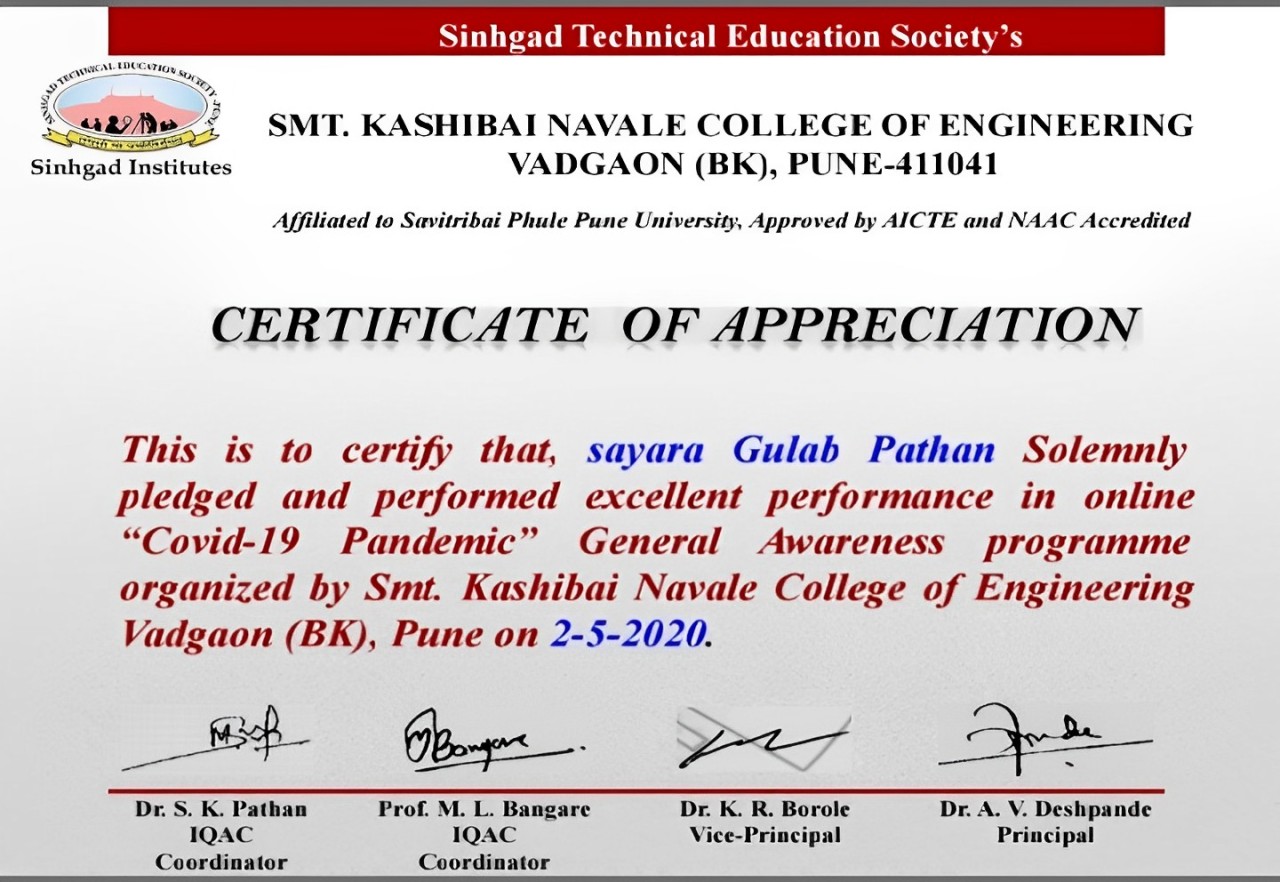 Sinhgad Technical Education Society's
SINHGAD TECHNICAL EDUCATION SOCIETY
Sinhgad Institutes
SMT. KASHIBAI NAVALE COLLEGE OF ENGINEERING
VADGAON (BK), PUNE-411041
Affiliated to Savitribai Phule Pune University, Approved by AICTE and NAAC Accredited
CERTIFICATE OF APPRECIATION
This is to certify that, sayara Gulab Pathan Solemnly
pledged and performed excellent performance in online
“Covid-19 Pandemic” General Awareness programme
organized by Smt. Kashibai Navale College of Engineering
Vadgaon (BK), Pune on 2-5-2020.
Bangare
Dr. S. K. Pathan
IQAC
Coordinator
Prof. M. L. Bangare
IQAC
Coordinator
Dr. K. R. Borole
Vice-Principal
Dr. A. V. Deshpande
Principal